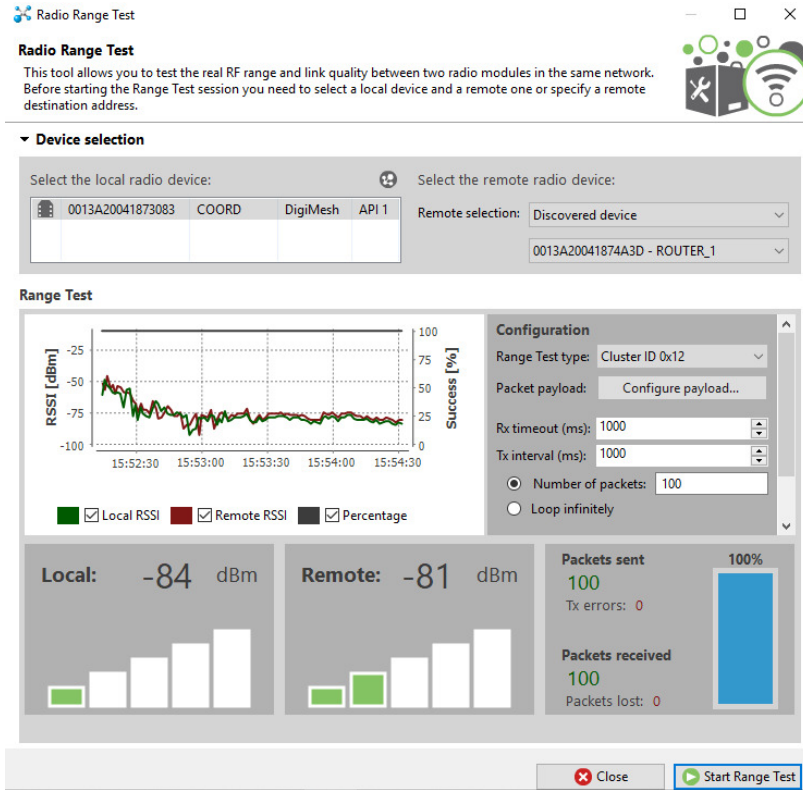 Radio Range Test
Radio Range Test
This tool allows you to test the real RF range and link quality between two radio modules in the same network.
Before starting the Range Test session you need to select a local device and a remote one or specify a remote
destination address.
Device selection
Select the local radio device:
0013A20041873083 COORD DigiMesh API 1
Select the remote radio device:
Remote selection: Discovered device
0013A20041874A3D - ROUTER_1
Range Test
RSSI [dBm]
-25
-50
-75
-100
100
75
50
25
0
Success [%]
15:52:30 15:53:00 15:53:30 15:54:00 15:54:30
Local RSSI Remote RSSI Percentage
Configuration
Range Test type: Cluster ID 0x12
Packet payload: Configure payload...
Rx timeout (ms): 1000
Tx interval (ms): 1000
Number of packets: 100
Loop infinitely
Local: -84 dBm
Remote: -81 dBm
Packets sent
100
Tx errors: 0
Packets received
100
Packets lost: 0
100%
Close
Start Range Test